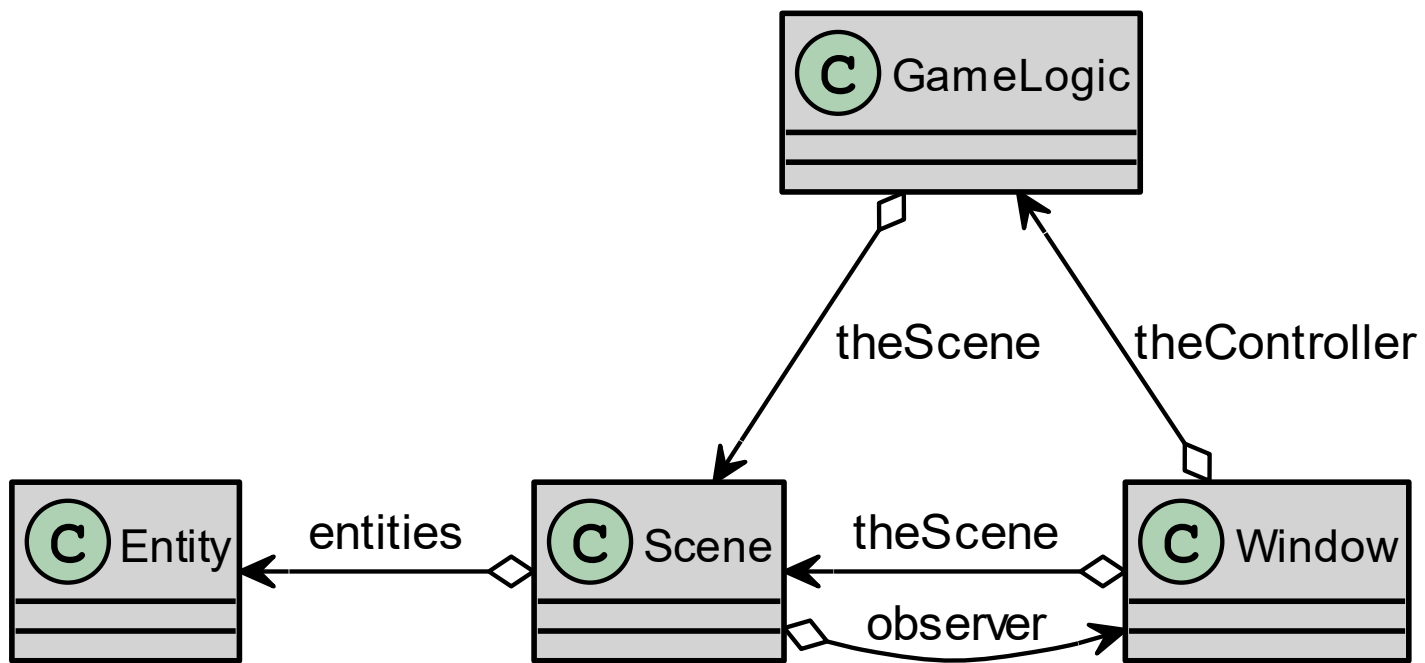 C GameLogic
theScene
theController
C Entity
entities
C Scene
theScene
C Window
observer